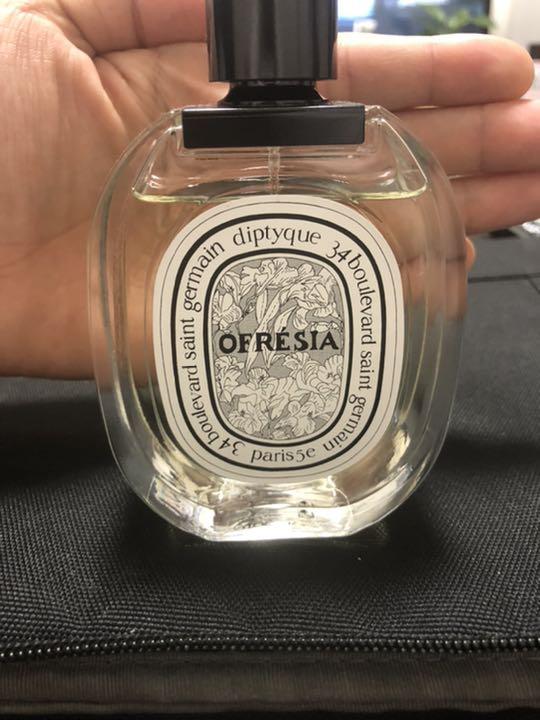 diptyque
34 boulevard saint germain
paris 5e
34 boulevard saint germain
OFRÉSIA